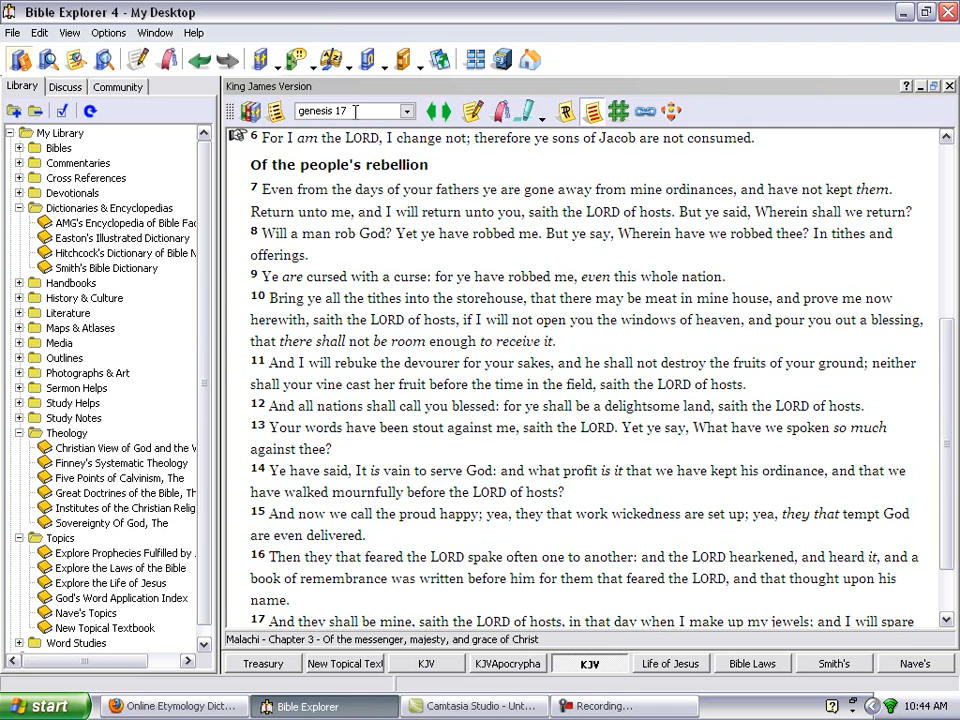 Bible Explorer 4 - My Desktop
File Edit View Options Window Help
Library Discuss Community
My Library
Bibles
Commentaries
Cross References
Devotionals
Dictionaries & Encyclopedias
AMG's Encyclopedia of Bible Fac
Easton's Illustrated Dictionary
Hitchcock's Dictionary of Bible N
Smith's Bible Dictionary
Handbooks
History & Culture
Literature
Maps & Atlases
Media
Outlines
Photographs & Art
Sermon Helps
Study Helps
Study Notes
Theology
Christian View of God and the
Finney's Systematic Theology
Five Points of Calvinism, The
Great Doctrines of the Bible, Th
Institutes of the Christian Relig
Sovereignty Of God, The
Topics
Explore Prophecies Fulfilled by
Explore the Laws of the Bible
Explore the Life of Jesus
God's Word Application Index
Nave's Topics
New Topical Textbook
Word Studies
King James Version
genesis 17
6 For I am the LORD, I change not; therefore ye sons of Jacob are not consumed.
Of the people's rebellion
7 Even from the days of your fathers ye are gone away from mine ordinances, and have not kept them.
Return unto me, and I will return unto you, saith the LORD of hosts. But ye said, Wherein shall we return?
8 Will a man rob God? Yet ye have robbed me. But ye say, Wherein have we robbed thee? In tithes and
offerings.
9 Ye are cursed with a curse: for ye have robbed me, even this whole nation.
10 Bring ye all the tithes into the storehouse, that there may be meat in mine house, and prove me now
herewith, saith the LORD of hosts, if I will not open you the windows of heaven, and pour you out a blessing,
that there shall not be room enough to receive it.
11 And I will rebuke the devourer for your sakes, and he shall not destroy the fruits of your ground; neither
shall your vine cast her fruit before the time in the field, saith the LORD of hosts.
12 And all nations shall call you blessed: for ye shall be a delightsome land, saith the LORD of hosts.
13 Your words have been stout against me, saith the LORD. Yet ye say, What have we spoken so much
against thee?
14 Ye have said, It is vain to serve God: and what profit is it that we have kept his ordinance, and that we
have walked mournfully before the LORD of hosts?
15 And now we call the proud happy; yea, they that work wickedness are set up; yea, they that tempt God
are even delivered.
16 Then they that feared the LORD spake often one to another: and the LORD hearkened, and heard it, and a
book of remembrance was written before him for them that feared the LORD, and that thought upon his
name.
17 And they shall be mine, saith the LORD of hosts, in that day when I make up my jewels; and I will spare
Malachi - Chapter 3 - Of the messenger, majesty, and grace of Christ
Treasury New Topical Text KJV KJVApocrypha KJV Life of Jesus Bible Laws Smith's Nave's
start Online Etymology Dict... Bible Explorer Camtasia Studio - Unt... Recording... 10:44 AM